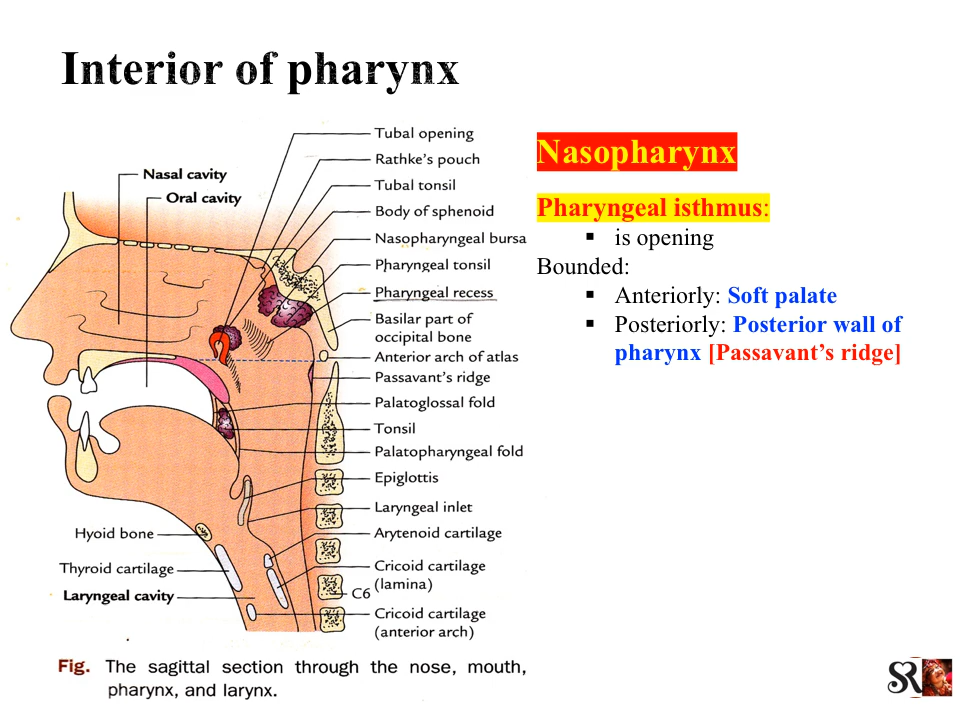 Interior of pharynx
Tubal opening
Rathke's pouch
Tubal tonsil
Body of sphenoid
Nasopharyngeal bursa
Pharyngeal tonsil
Pharyngeal recess
Basilar part of
occipital bone
Anterior arch of atlas
Passavant's ridge
Palatoglossal fold
Tonsil
Palatopharyngeal fold
Epiglottis
Laryngeal inlet
Arytenoid cartilage
Cricoid cartilage
(lamina)
C6
Cricoid cartilage
(anterior arch)
Nasal cavity
Oral cavity
Hyoid bone
Thyroid cartilage
Laryngeal cavity
Fig. The sagittal section through the nose, mouth,
pharynx, and larynx.
Nasopharynx
Pharyngeal isthmus:
▪ is opening
Bounded:
▪ Anteriorly: Soft palate
▪ Posteriorly: Posterior wall of
pharynx [Passavant’s ridge]
SR